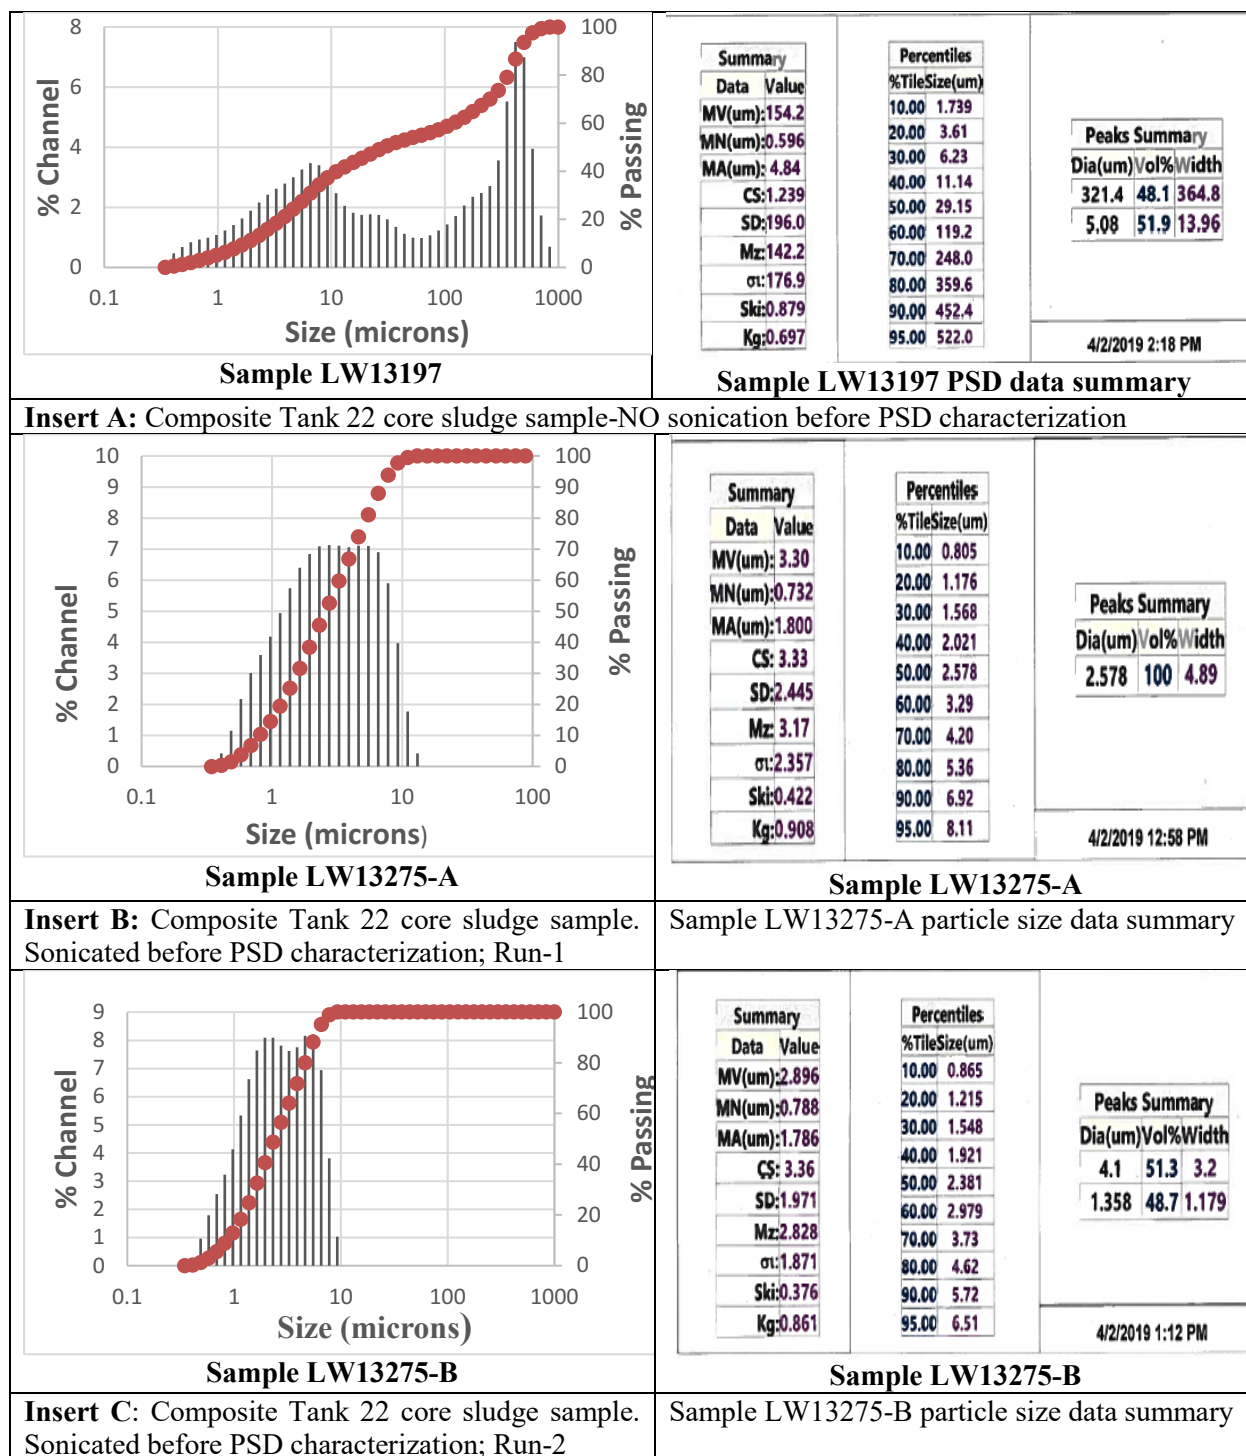 8
6
4
2
0
100
80
60
40
20
0
0.1
1
10
100
1000
% Channel
% Passing
Size (microns)
Sample LW13197
Summary
Data Value
MV(um): 154.2
MN(um): 0.596
MA(um): 4.84
CS: 1.239
SD: 196.0
Mz: 142.2
σι: 176.9
Ski: 0.879
Kg: 0.697
Percentiles
%Tile Size(um)
10.00 1.739
20.00 3.61
30.00 6.23
40.00 11.14
50.00 29.15
60.00 119.2
70.00 248.0
80.00 359.6
90.00 452.4
95.00 522.0
Peaks Summary
Dia(um) Vol% Width
321.4 48.1 364.8
5.08 51.9 13.96
4/2/2019 2:18 PM
Sample LW13197 PSD data summary
Insert A: Composite Tank 22 core sludge sample-NO sonication before PSD characterization
10
9
8
7
6
5
4
3
2
1
0
100
90
80
70
60
50
40
30
20
10
0
0.1
1
10
100
% Channel
% Passing
Size (microns)
Sample LW13275-A
Summary
Data Value
MV(um): 3.30
MN(um): 0.732
MA(um): 1.800
CS: 3.33
SD: 2.445
Mz: 3.17
σι: 2.357
Ski: 0.422
Kg: 0.908
Percentiles
%Tile Size(um)
10.00 0.805
20.00 1.176
30.00 1.568
40.00 2.021
50.00 2.578
60.00 3.29
70.00 4.20
80.00 5.36
90.00 6.92
95.00 8.11
Peaks Summary
Dia(um) Vol% Width
2.578 100 4.89
4/2/2019 12:58 PM
Sample LW13275-A
Insert B: Composite Tank 22 core sludge sample.
Sonicated before PSD characterization; Run-1
Sample LW13275-A particle size data summary
9
8
7
6
5
4
3
2
1
0
100
80
60
40
20
0
0.1
1
10
100
1000
% Channel
% Passing
Size (microns)
Sample LW13275-B
Summary
Data Value
MV(um): 2.896
MN(um): 0.788
MA(um): 1.786
CS: 3.36
SD: 1.971
Mz: 2.828
σι: 1.871
Ski: 0.376
Kg: 0.861
Percentiles
%Tile Size(um)
10.00 0.865
20.00 1.215
30.00 1.548
40.00 1.921
50.00 2.381
60.00 2.979
70.00 3.73
80.00 4.62
90.00 5.72
95.00 6.51
Peaks Summary
Dia(um) Vol% Width
4.1 51.3 3.2
1.358 48.7 1.179
4/2/2019 1:12 PM
Sample LW13275-B
Insert C: Composite Tank 22 core sludge sample.
Sonicated before PSD characterization; Run-2
Sample LW13275-B particle size data summary